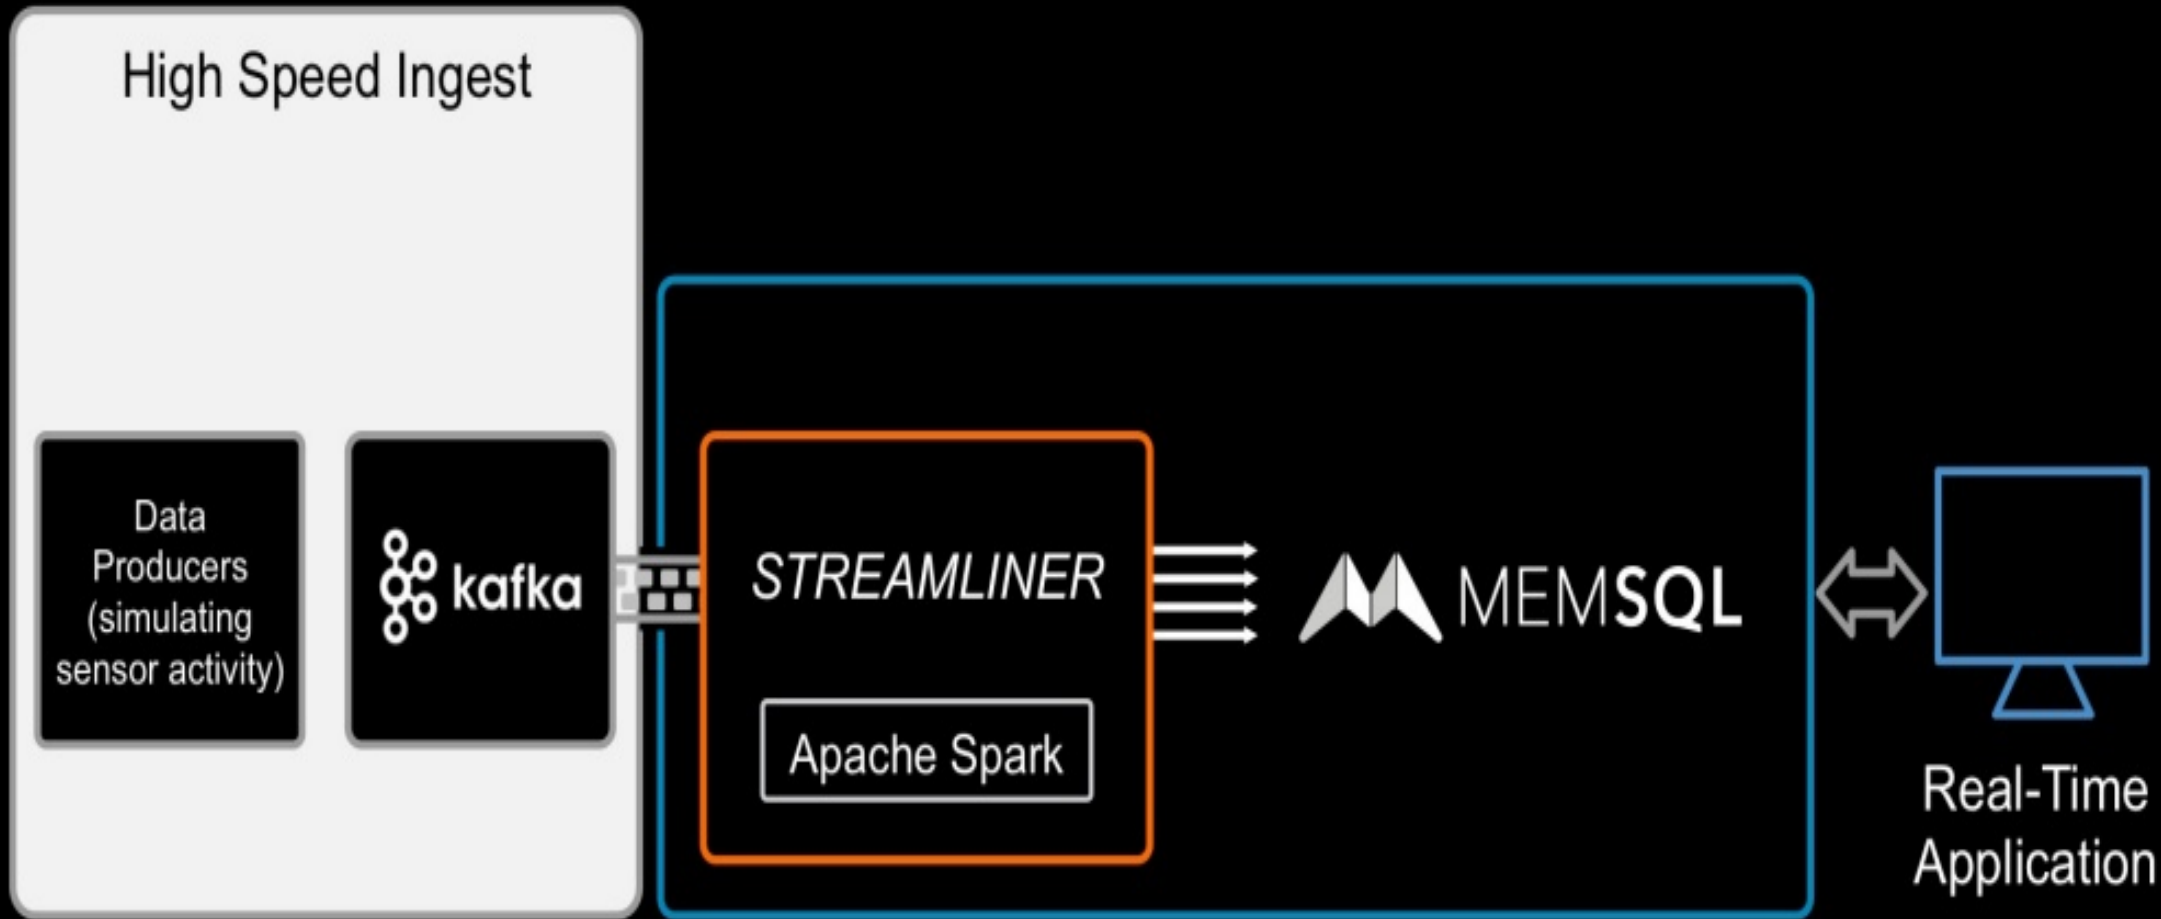 High Speed Ingest
Data
Producers
(simulating
sensor activity)
kafka
STREAMLINER
Apache Spark
MEMSQL
Real-Time
Application